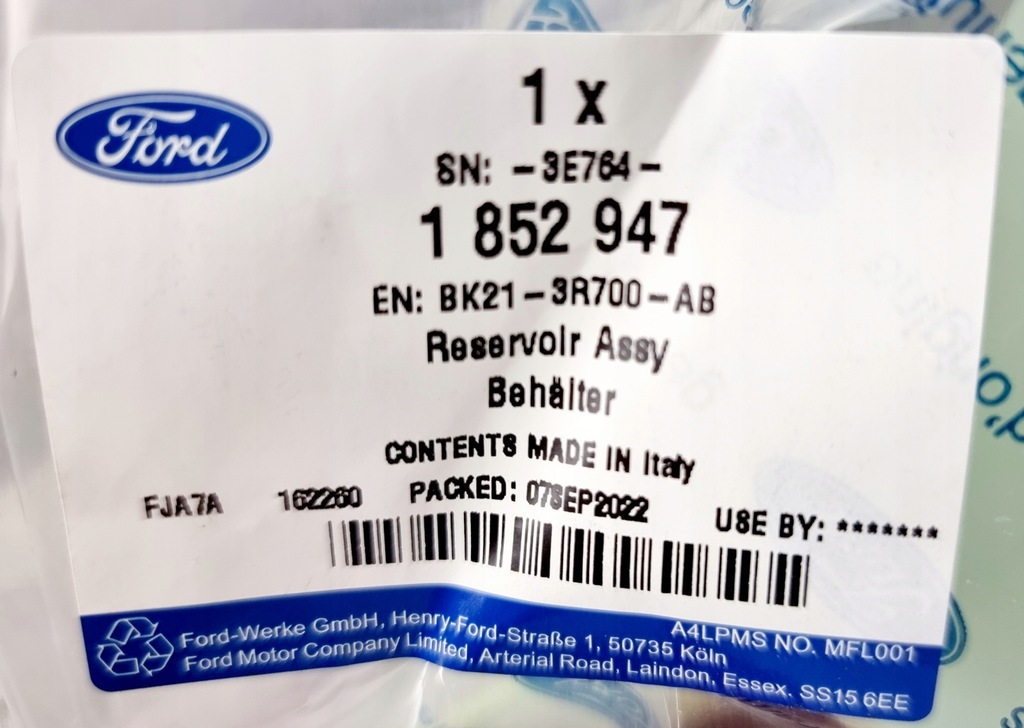 Ford
1 x
SN: -3E764-
1 852 947
EN: BK21-3R700-AB
Reservoir Assy
Behälter
CONTENTS MADE IN Italy
FJA7A 162260 PACKED: 07SEP2022 USE BY: *******
A4LPMS NO. MFL001
Ford-Werke GmbH, Henry-Ford-Straße 1, 50735 Köln
Ford Motor Company Limited, Arterial Road, Laindon, Essex. SS15 6EE